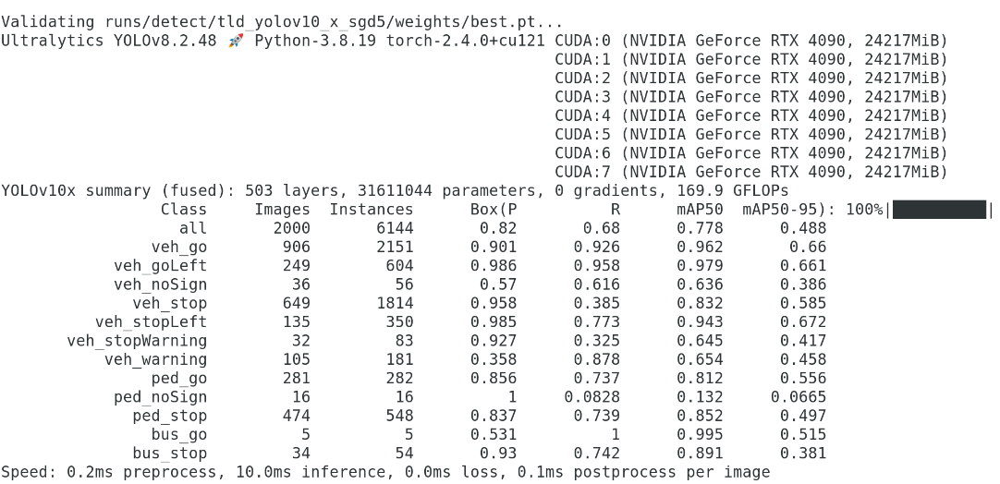 Validating runs/detect/tld_yolov10_x_sgd5/weights/best.pt...
Ultralytics YOLOv8.2.48 🚀 Python-3.8.19 torch-2.4.0+cu121 CUDA:0 (NVIDIA GeForce RTX 4090, 24217MiB)
CUDA:1 (NVIDIA GeForce RTX 4090, 24217MiB)
CUDA:2 (NVIDIA GeForce RTX 4090, 24217MiB)
CUDA:3 (NVIDIA GeForce RTX 4090, 24217MiB)
CUDA:4 (NVIDIA GeForce RTX 4090, 24217MiB)
CUDA:5 (NVIDIA GeForce RTX 4090, 24217MiB)
CUDA:6 (NVIDIA GeForce RTX 4090, 24217MiB)
CUDA:7 (NVIDIA GeForce RTX 4090, 24217MiB)
YOLOv10x summary (fused): 503 layers, 31611044 parameters, 0 gradients, 169.9 GFLOPs
Class Images Instances Box(P R mAP50 mAP50-95): 100%|██████████|
all 2000 6144 0.82 0.68 0.778 0.488
veh_go 906 2151 0.901 0.926 0.962 0.66
veh_goLeft 249 604 0.986 0.958 0.979 0.661
veh_noSign 36 56 0.57 0.616 0.636 0.386
veh_stop 649 1814 0.958 0.385 0.832 0.585
veh_stopLeft 135 350 0.985 0.773 0.943 0.672
veh_stopWarning 32 83 0.927 0.325 0.645 0.417
veh_warning 105 181 0.358 0.878 0.654 0.458
ped_go 281 282 0.856 0.737 0.812 0.556
ped_noSign 16 16 1 0.0828 0.132 0.0665
ped_stop 474 548 0.837 0.739 0.852 0.497
bus_go 5 5 0.531 1 0.995 0.515
bus_stop 34 54 0.93 0.742 0.891 0.381
Speed: 0.2ms preprocess, 10.0ms inference, 0.0ms loss, 0.1ms postprocess per image